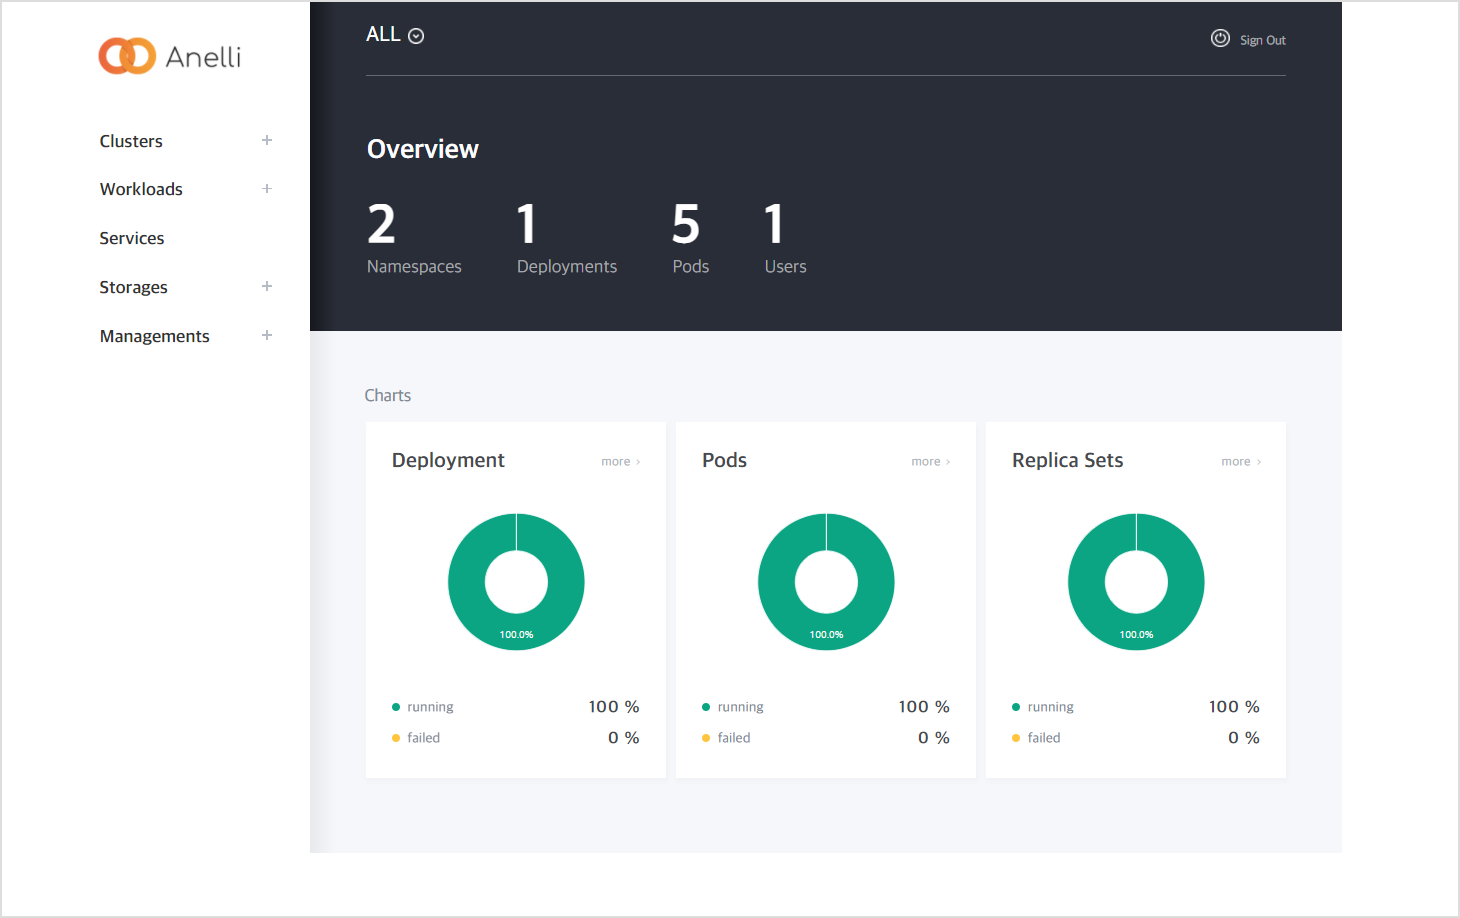 Anelli
Clusters +
Workloads +
Services
Storages +
Managements +
ALL
Sign Out
Overview
2 1 5 1
Namespaces Deployments Pods Users
Charts
Deployment more ›
100.0%
running 100 %
failed 0 %
Pods more ›
100.0%
running 100 %
failed 0 %
Replica Sets more ›
100.0%
running 100 %
failed 0 %